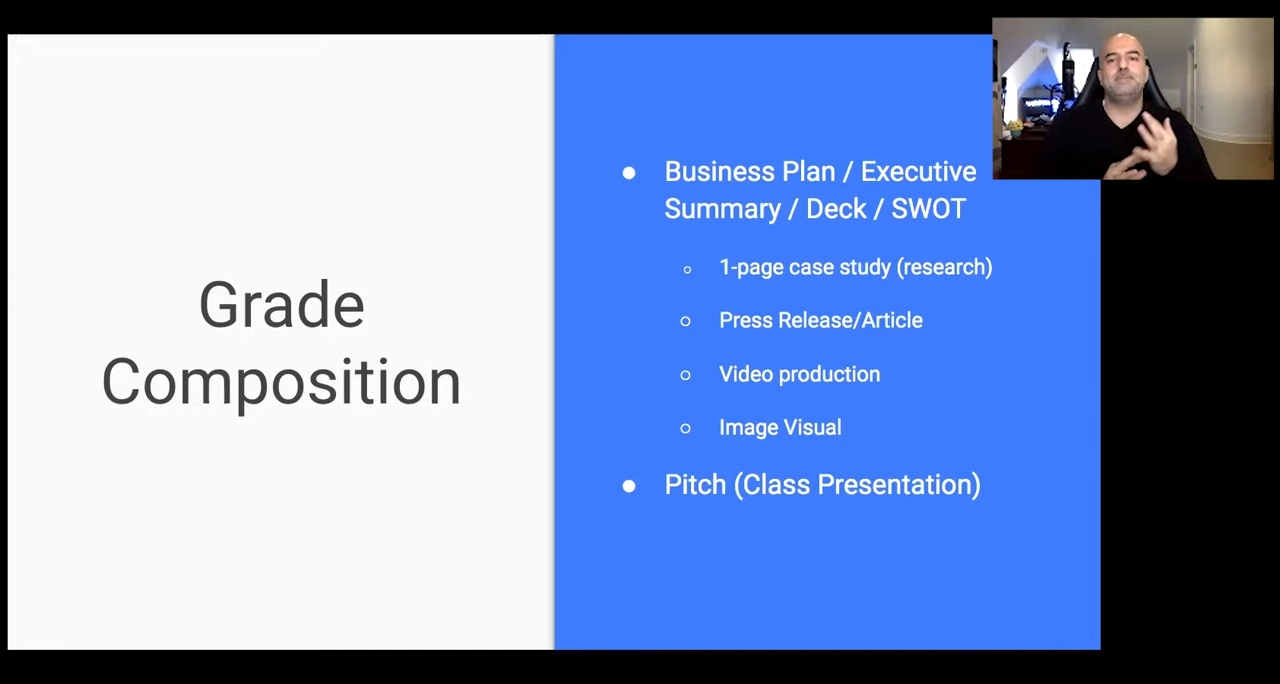 Grade
Composition
● Business Plan / Executive
Summary / Deck / SWOT
○ 1-page case study (research)
○ Press Release/Article
○ Video production
○ Image Visual
● Pitch (Class Presentation)